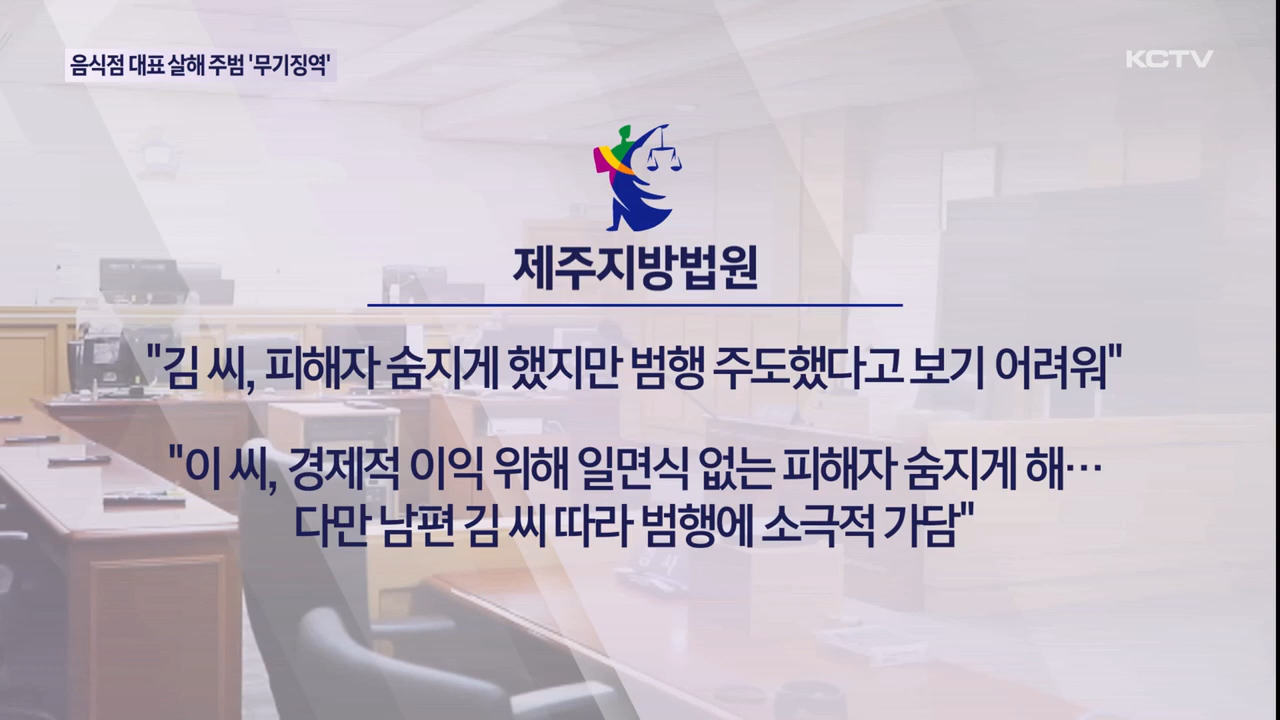 음식점 대표 살해 주범 '무기징역'
KCTV
제주지방법원
"김 씨, 피해자 숨지게 했지만 범행 주도했다고 보기 어려워"
"이 씨, 경제적 이익 위해 일면식 없는 피해자 숨지게 해…
다만 남편 김 씨 따라 범행에 소극적 가담"